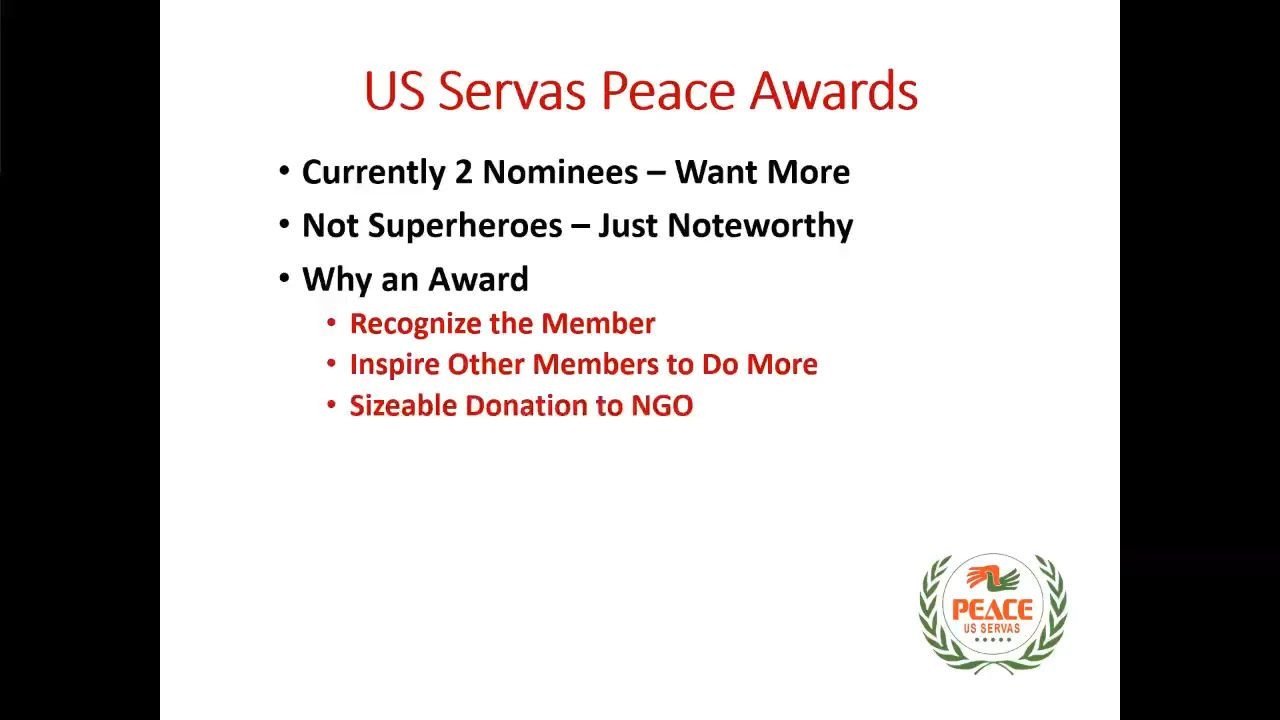 US Servas Peace Awards
• Currently 2 Nominees – Want More
• Not Superheroes – Just Noteworthy
• Why an Award
• Recognize the Member
• Inspire Other Members to Do More
• Sizeable Donation to NGO
PEACE
US SERVAS